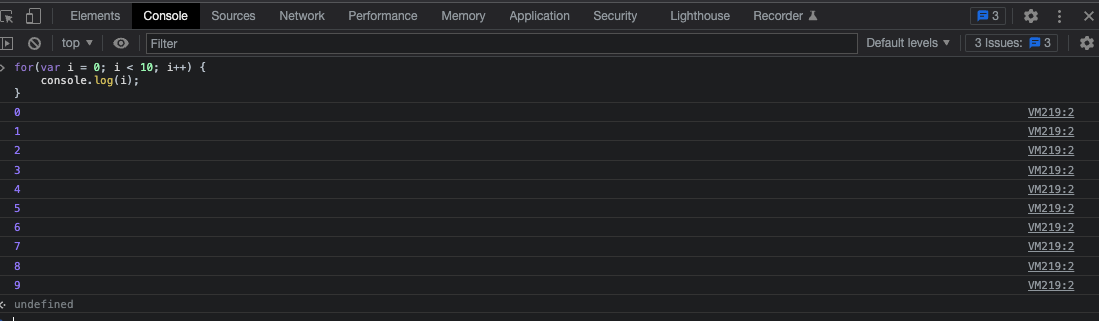 Elements Console Sources Network Performance Memory Application Security Lighthouse Recorder 3
top Filter Default levels 3 Issues: 3
for(var i = 0; i < 10; i++) {
    console.log(i);
}
0 VM219:2
1 VM219:2
2 VM219:2
3 VM219:2
4 VM219:2
5 VM219:2
6 VM219:2
7 VM219:2
8 VM219:2
9 VM219:2
undefined